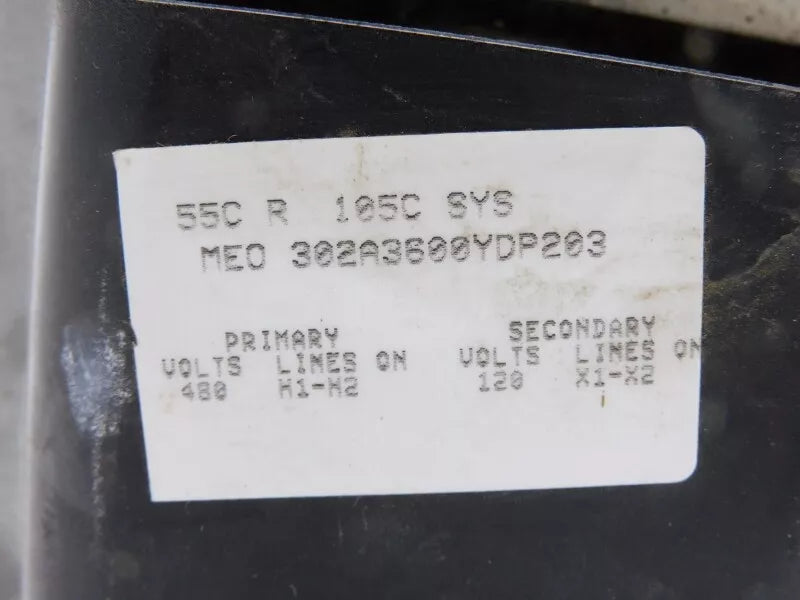 55C R 105C SYS
MEO 302A3600YDP203
PRIMARY SECONDARY
VOLTS LINES ON VOLTS LINES ON
480 H1-H2 120 X1-X2